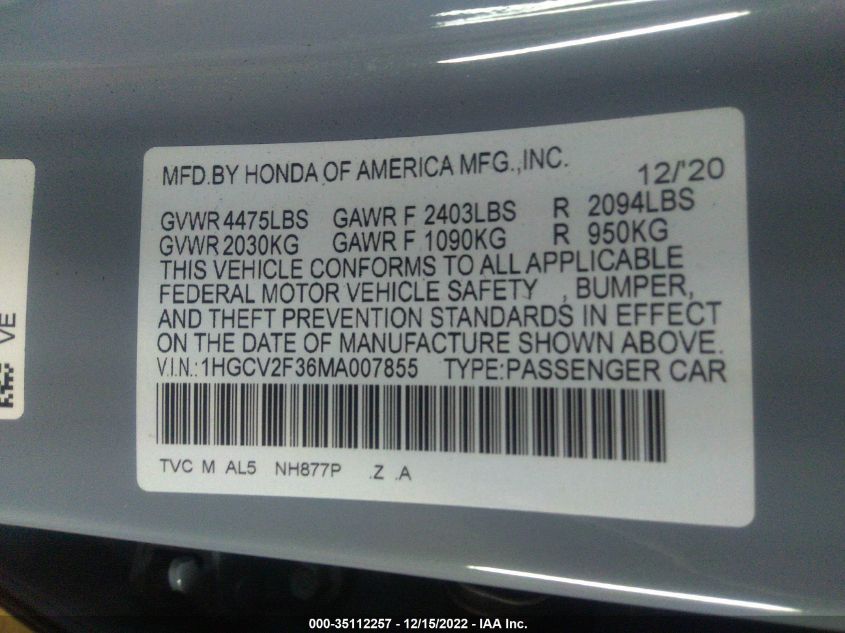 MFD.BY HONDA OF AMERICA MFG.,INC. 12/'20
GVWR 4475LBS GAWR F 2403LBS R 2094LBS
GVWR 2030KG GAWR F 1090KG R 950KG
THIS VEHICLE CONFORMS TO ALL APPLICABLE
FEDERAL MOTOR VEHICLE SAFETY , BUMPER,
AND THEFT PREVENTION STANDARDS IN EFFECT
ON THE DATE OF MANUFACTURE SHOWN ABOVE.
V.I.N.:1HGCV2F36MA007855 TYPE:PASSENGER CAR
TVC M AL5 NH877P .Z .A
VE
000-35112257 - 12/15/2022 - IAA Inc.